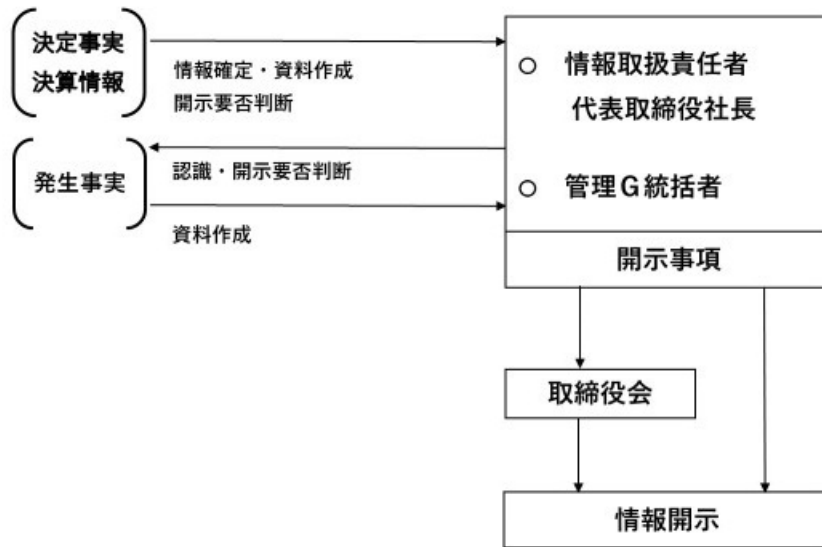 決定事実
決算情報
情報確定・資料作成
開示要否判断
○ 情報取扱責任者
代表取締役社長
発生事実
認識・開示要否判断
資料作成
○ 管理G統括者
開示事項
取締役会
情報開示